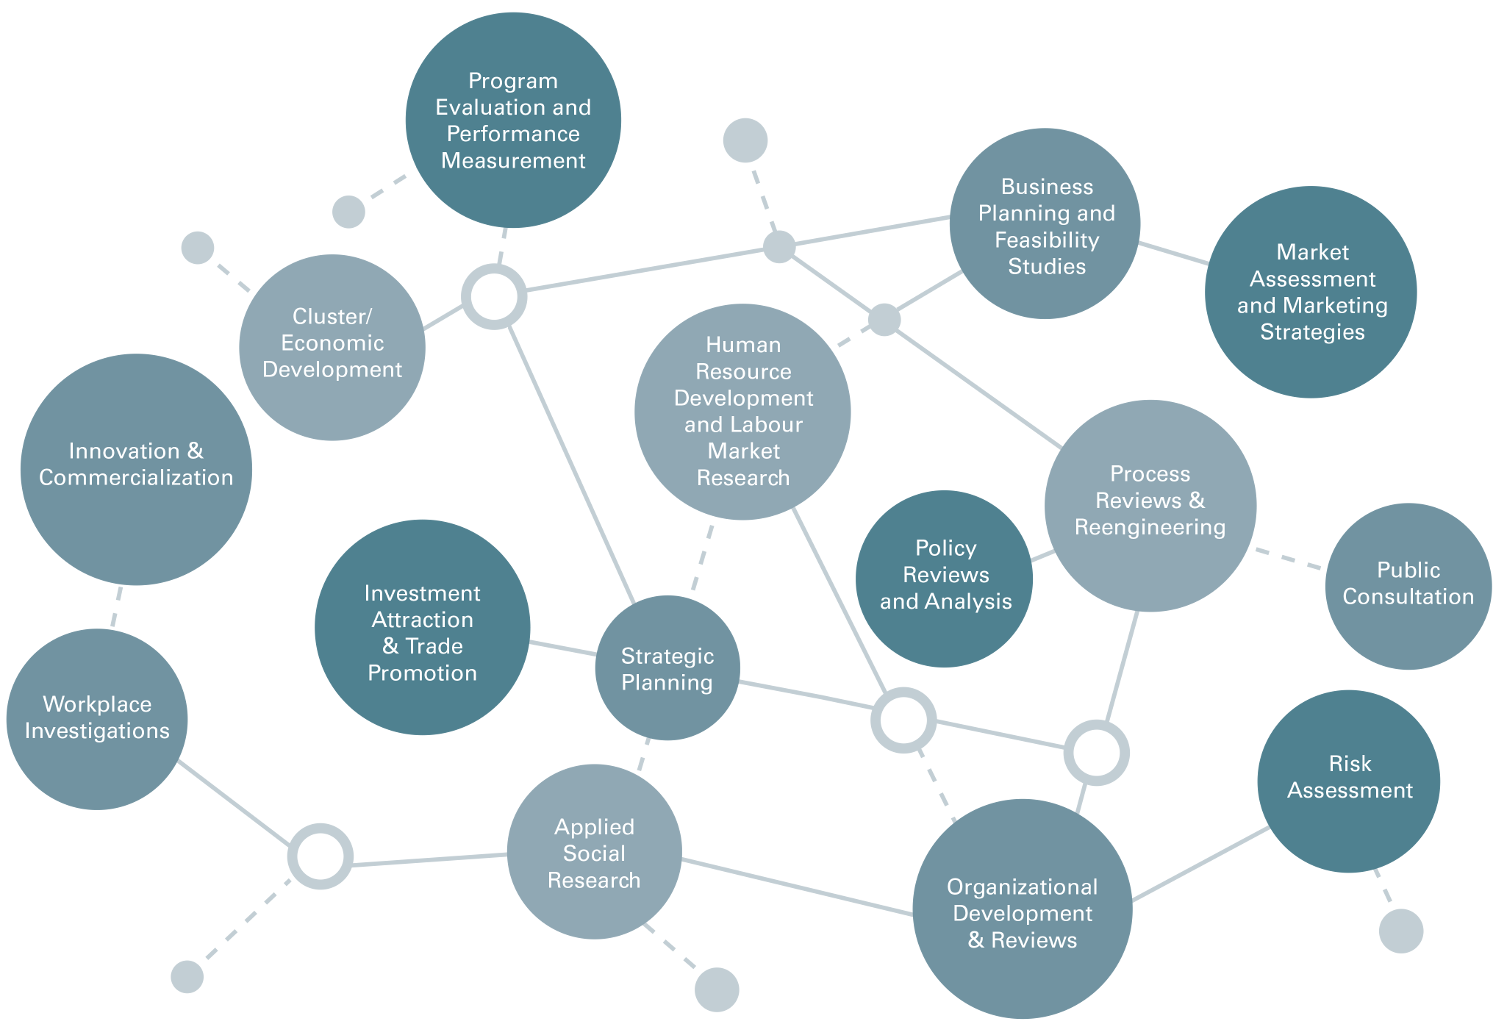 Program
Evaluation and
Performance
Measurement
Business
Planning and
Feasibility
Studies
Market
Assessment
and Marketing
Strategies
Cluster/
Economic
Development
Human
Resource
Development
and Labour
Market
Research
Innovation &
Commercialization
Process
Reviews &
Reengineering
Policy
Reviews
and Analysis
Public
Consultation
Investment
Attraction
& Trade
Promotion
Strategic
Planning
Workplace
Investigations
Risk
Assessment
Applied
Social
Research
Organizational
Development
& Reviews